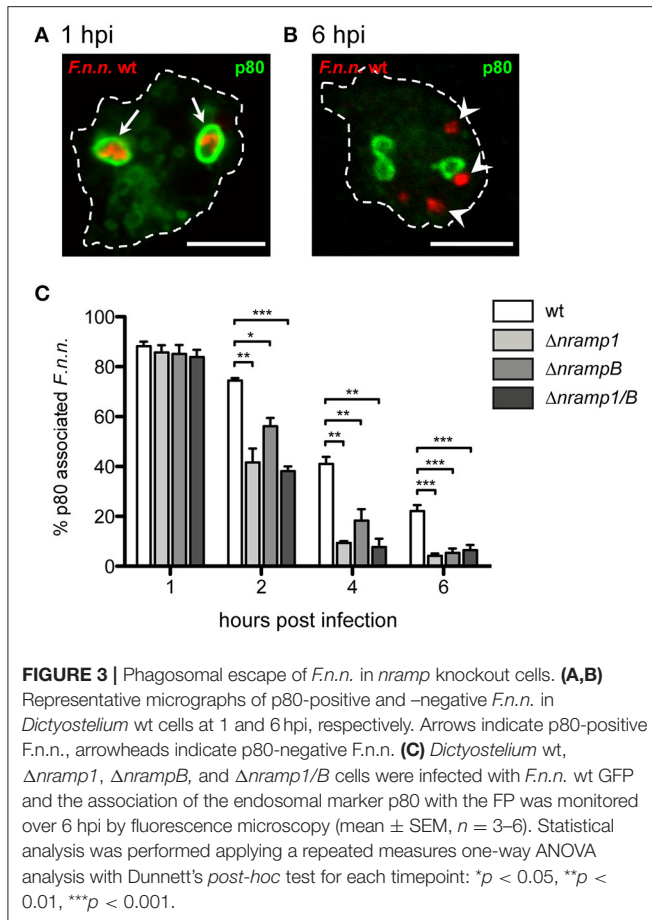 A 1 hpi
F.n.n. wt p80
B 6 hpi
F.n.n. wt p80
C
% p80 associated F.n.n.
100
80
60
40
20
0
***
*
**
**
**
**
***
***
***
1 2 4 6
hours post infection
wt
Δnramp1
ΔnrampB
Δnramp1/B
FIGURE 3 | Phagosomal escape of F.n.n. in nramp knockout cells. (A,B)
Representative micrographs of p80-positive and –negative F.n.n. in
Dictyostelium wt cells at 1 and 6 hpi, respectively. Arrows indicate p80-positive
F.n.n., arrowheads indicate p80-negative F.n.n. (C) Dictyostelium wt,
Δnramp1, ΔnrampB, and Δnramp1/B cells were infected with F.n.n. wt GFP
and the association of the endosomal marker p80 with the FP was monitored
over 6 hpi by fluorescence microscopy (mean ± SEM, n = 3–6). Statistical
analysis was performed applying a repeated measures one-way ANOVA
analysis with Dunnett's post-hoc test for each timepoint: *p < 0.05, **p <
0.01, ***p < 0.001.